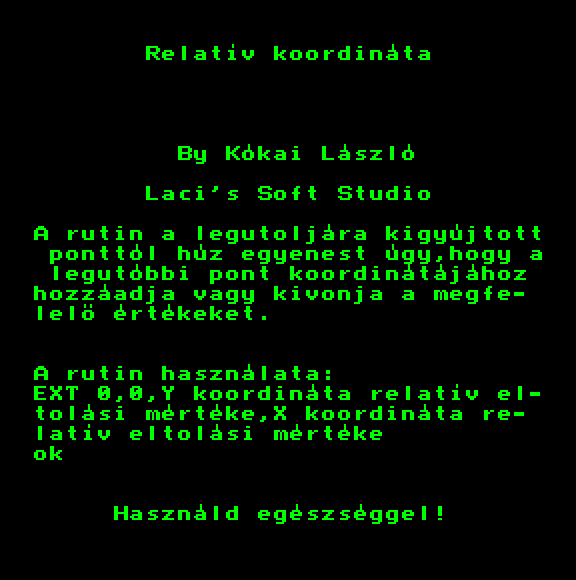 Relatív koordináta
By Kókai László
Laci's Soft Studio
A rutin a legutoljára kigyújtott
ponttól húz egyenest úgy,hogy a
legutóbbi pont koordinátájához
hozzáadja vagy kivonja a megfe-
lelö értékeket.
A rutin használata:
EXT 0,0,Y koordináta relatív el-
tolási mértéke,X koordináta re-
latív eltolási mértéke
ok
Használd egészséggel!